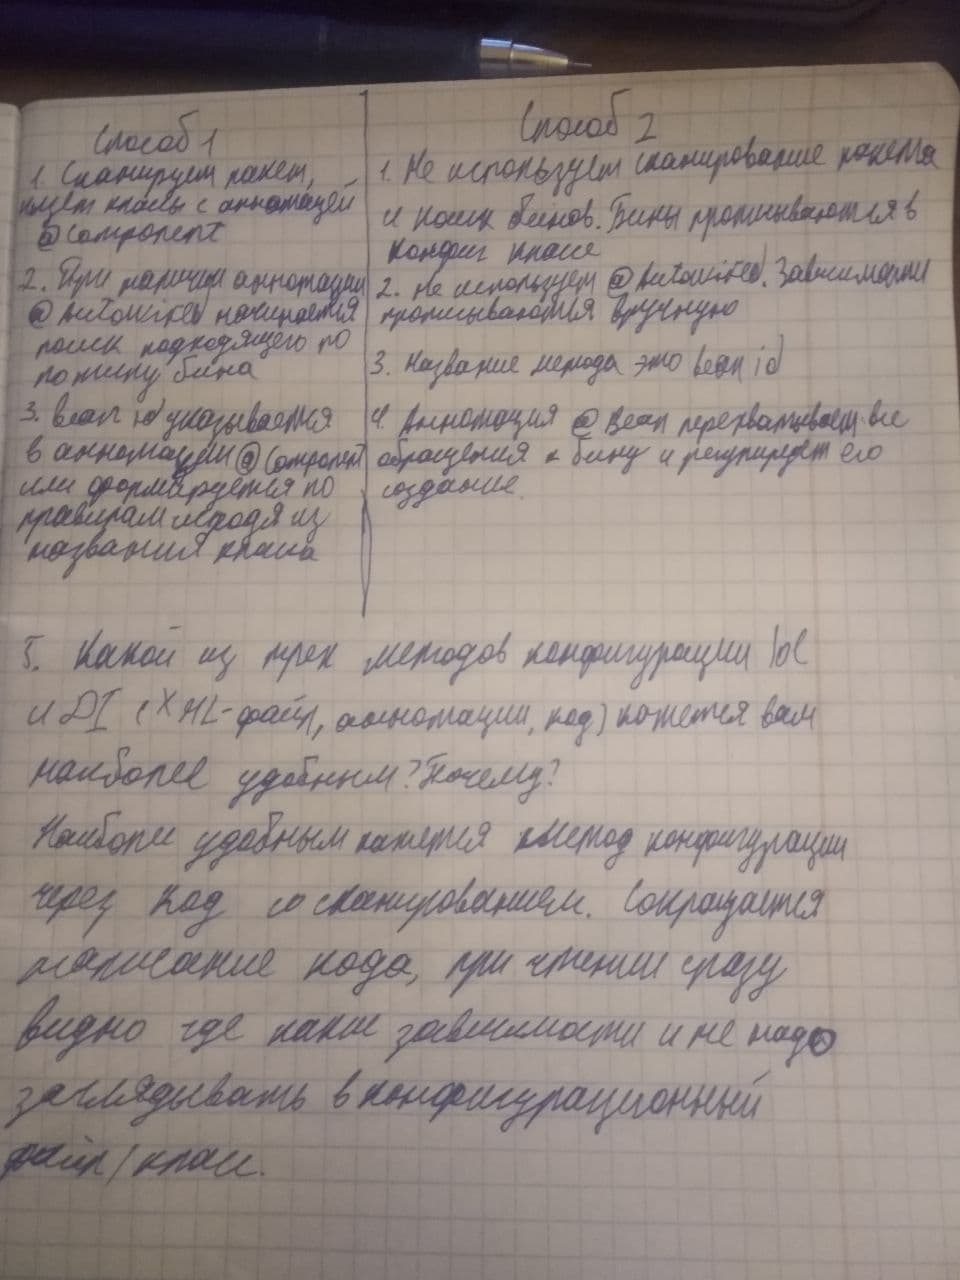 Способ 1
1. Сканирует пакет,
ищет классы с аннотацией
@Component
2. При наличии аннотации
@Autowired начинается
поиск подходящего по
по типу бина
3. bean id указывается
в аннотации @Component
или формируется по
правилам исходя из
названия класса
Способ 2
1. Не использует сканирование пакета
и поиск бинов. Бины прописываются в
конфиг классе
2. Не использует @Autowired. Зависимости
прописываются вручную
3. Название метода это bean id
4. Аннотация @Bean перехватывает все
обращения к бину и регулирует его
создание.
5. Какой из трех методов конфигурации IoC
и DI (XML-файл, аннотации, код) кажется вам
наиболее удобным? Почему?
Наиболее удобным кажется метод конфигурации
через код со сканированием. Сокращается
написание кода, при чтении сразу
видно где какие зависимости и не надо
заглядывать в конфигурационный
файл/класс.